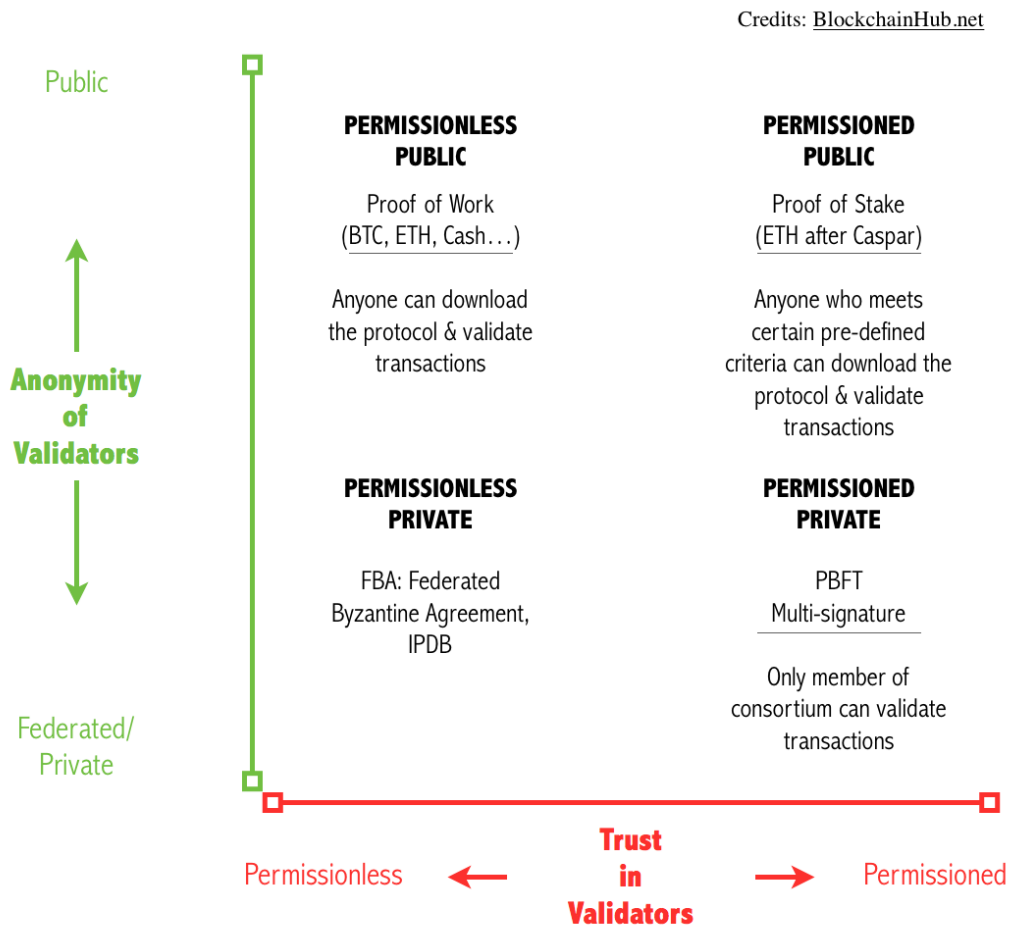 Credits: BlockchainHub.net
Public
PERMISSIONLESS
PUBLIC
Proof of Work
(BTC, ETH, Cash…)
Anyone can download
the protocol & validate
transactions
PERMISSIONED
PUBLIC
Proof of Stake
(ETH after Caspar)
Anyone who meets
certain pre-defined
criteria can download the
protocol & validate
transactions
Anonymity
of
Validators
PERMISSIONLESS
PRIVATE
FBA: Federated
Byzantine Agreement,
IPDB
PERMISSIONED
PRIVATE
PBFT
Multi-signature
Only member of
consortium can validate
transactions
Federated/
Private
Permissionless
Trust
in
Validators
Permissioned